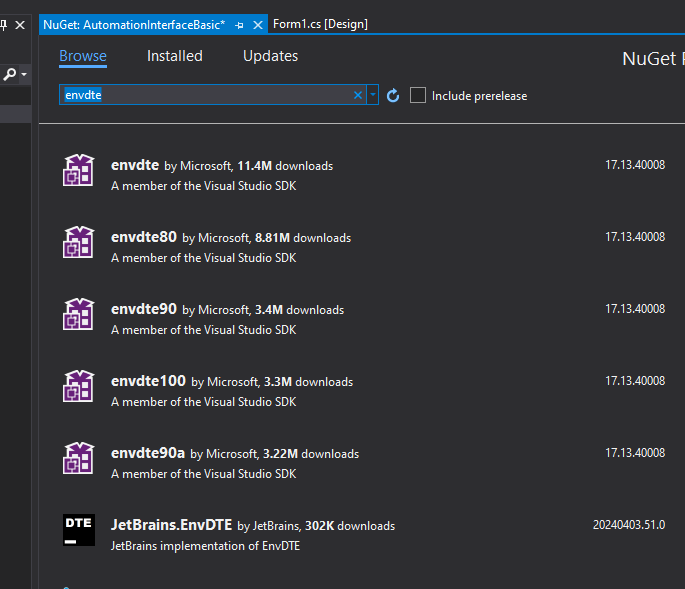 NuGet: AutomationInterfaceBasic* Form1.cs [Design]
Browse Installed Updates
NuGet
envdte Include prerelease
envdte by Microsoft, 11.4M downloads 17.13.40008
A member of the Visual Studio SDK
envdte80 by Microsoft, 8.81M downloads 17.13.40008
A member of the Visual Studio SDK
envdte90 by Microsoft, 3.4M downloads 17.13.40008
A member of the Visual Studio SDK
envdte100 by Microsoft, 3.3M downloads 17.13.40008
A member of the Visual Studio SDK
envdte90a by Microsoft, 3.22M downloads 17.13.40008
A member of the Visual Studio SDK
DTE JetBrains.EnvDTE by JetBrains, 302K downloads 20240403.51.0
JetBrains implementation of EnvDTE